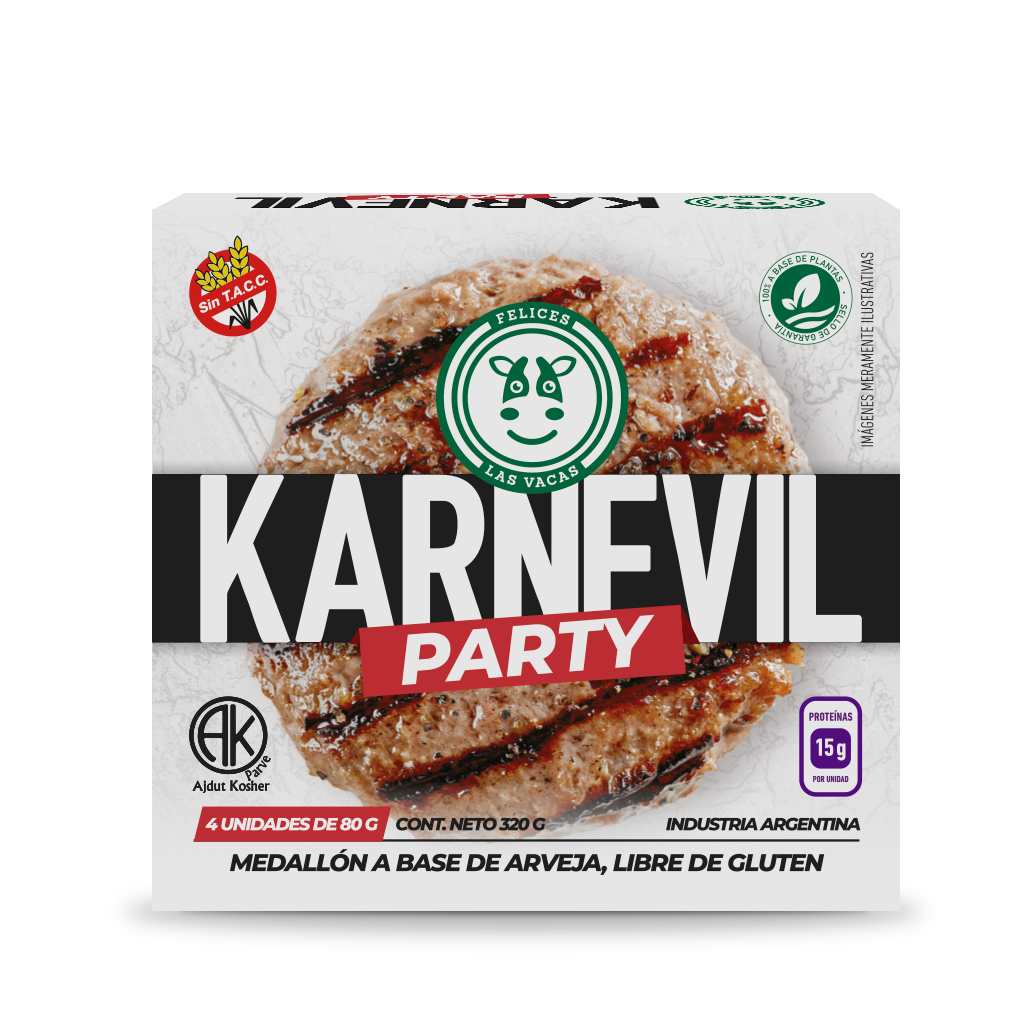 KARNEVIL
Sin T.A.C.C.
FELICES
LAS VACAS
100% A BASE DE PLANTAS
SELLO DE GARANTÍA
IMÁGENES MERAMENTE ILUSTRATIVAS
KARNEVIL
PARTY
AK
Parve
Ajdut Kosher
PROTEÍNAS
15g
POR UNIDAD
4 UNIDADES DE 80 G
CONT. NETO 320 G
INDUSTRIA ARGENTINA
MEDALLÓN A BASE DE ARVEJA, LIBRE DE GLUTEN